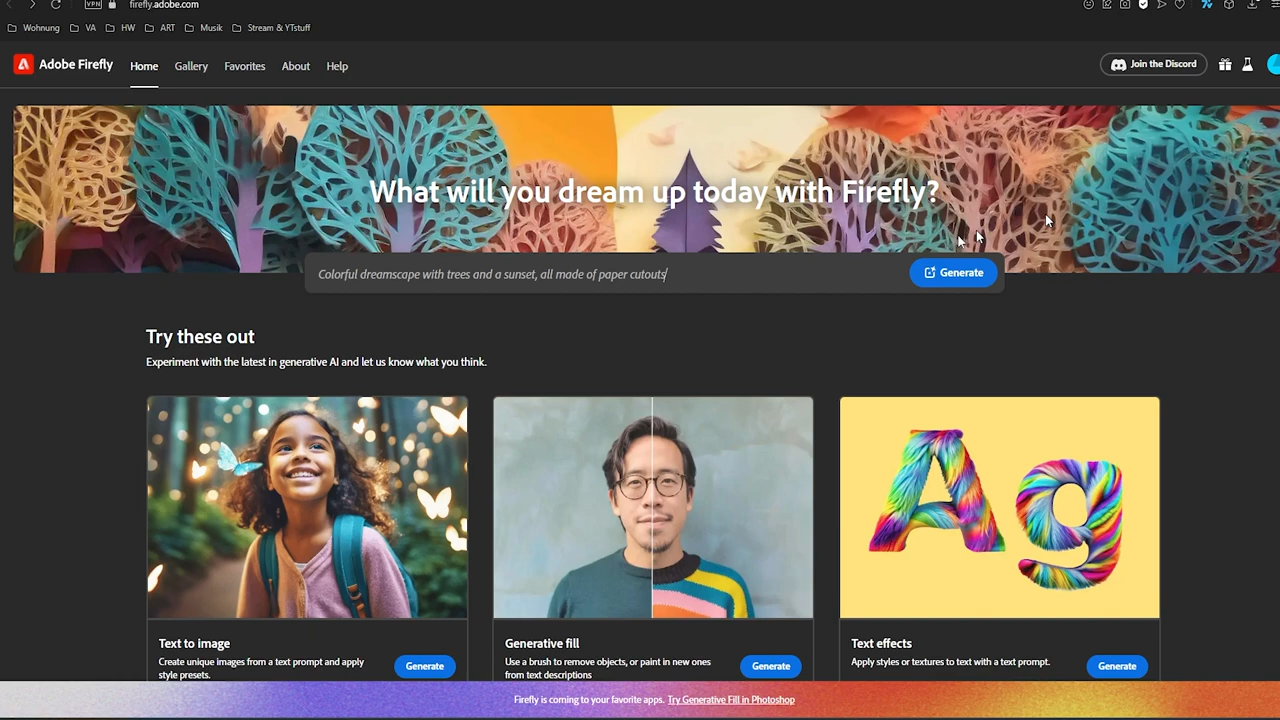 VPN
firefly.adobe.com
Wohnung VA HW ART Musik Stream & YTstuff
Adobe Firefly Home Gallery Favorites About Help Join the Discord
What will you dream up today with Firefly?
Colorful dreamscape with trees and a sunset, all made of paper cutouts
Generate
Try these out
Experiment with the latest in generative AI and let us know what you think.
Ag
Text to image
Create unique images from a text prompt and apply
style presets.
Generate
Generative fill
Use a brush to remove objects, or paint in new ones
from text descriptions
Generate
Text effects
Apply styles or textures to text with a text prompt.
Generate
Firefly is coming to your favorite apps. Try Generative Fill in Photoshop